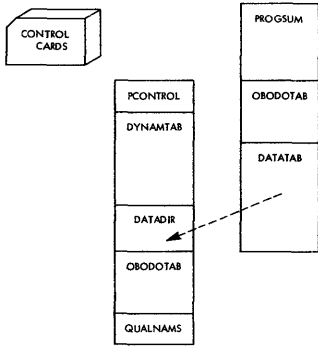 CONTROL
CARDS
PCONTROL
DYNAMTAB
DATADIR
OBODOTAB
QUALNAMS
PROGSUM
OBODOTAB
DATATAB